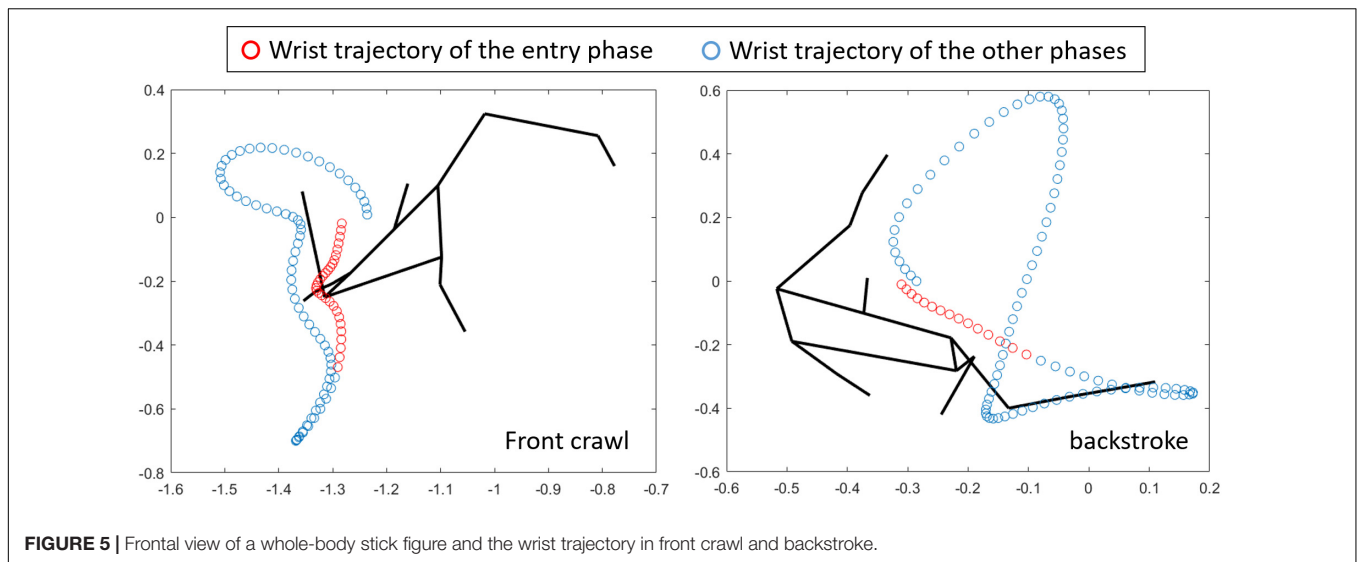 Wrist trajectory of the entry phase Wrist trajectory of the other phases
0.4
0.2
0
-0.2
-0.4
-0.6
-0.8
-1.6 -1.5 -1.4 -1.3 -1.2 -1.1 -1 -0.9 -0.8 -0.7
Front crawl
0.6
0.4
0.2
0
-0.2
-0.4
-0.6
-0.6 -0.5 -0.4 -0.3 -0.2 -0.1 0 0.1 0.2
backstroke
FIGURE 5 | Frontal view of a whole-body stick figure and the wrist trajectory in front crawl and backstroke.